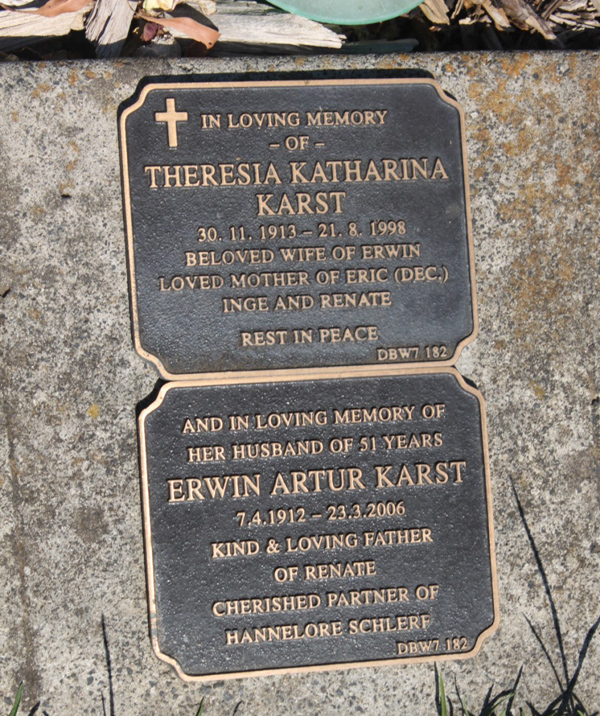 IN LOVING MEMORY
– OF –
THERESIA KATHARINA
KARST
30. 11. 1913 – 21. 8. 1998
BELOVED WIFE OF ERWIN
LOVED MOTHER OF ERIC (DEC.)
INGE AND RENATE
REST IN PEACE
DBW7 182
AND IN LOVING MEMORY OF
HER HUSBAND OF 51 YEARS
ERWIN ARTUR KARST
7.4.1912 – 23.3.2006
KIND & LOVING FATHER
OF RENATE
CHERISHED PARTNER OF
HANNELORE SCHLERF
DBW7 182